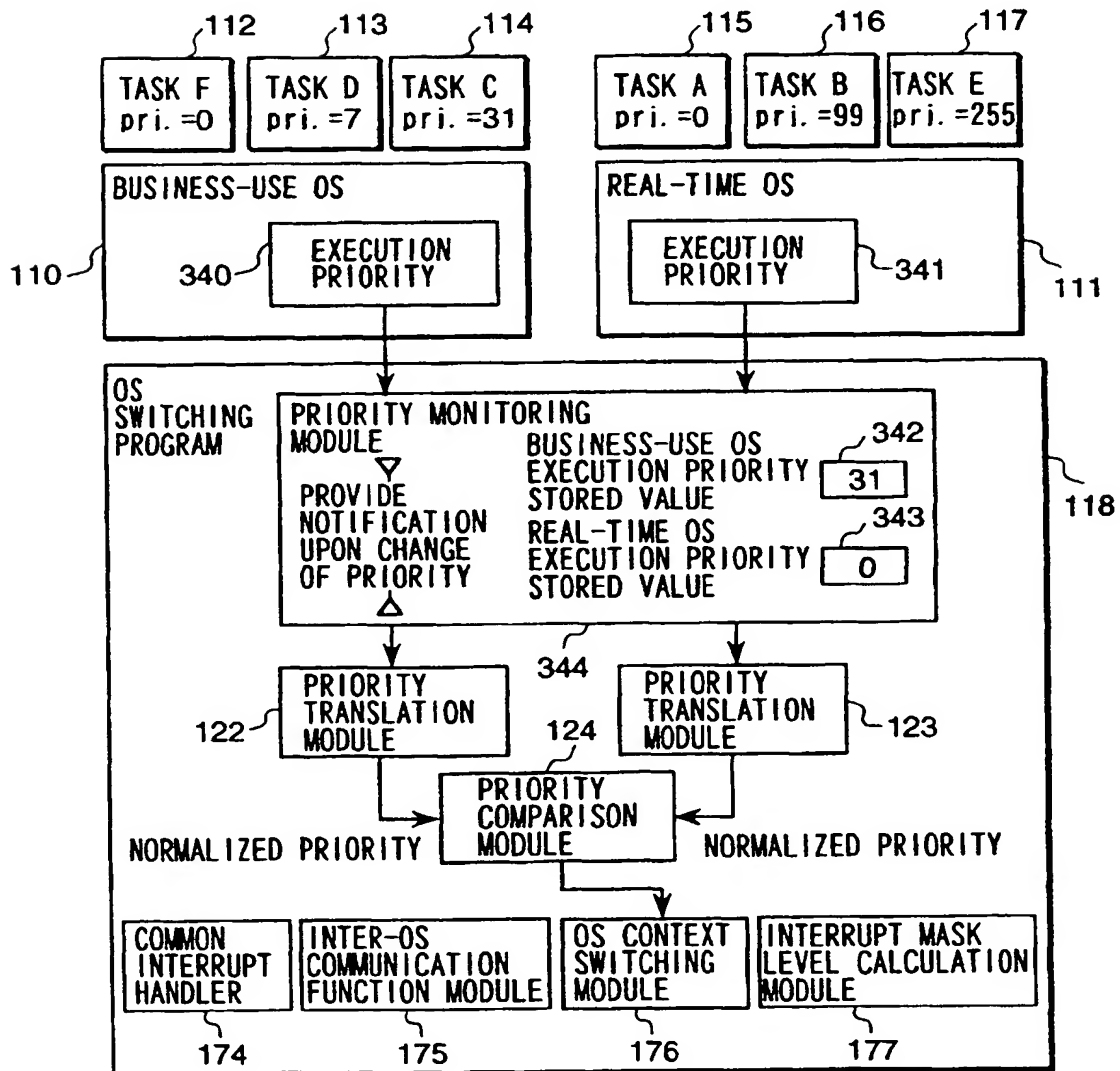 112
113
114
115
116
117
TASK F
pri. =0
TASK D
pri. =7
TASK C
pri. =31
TASK A
pri. =0
TASK B
pri. =99
TASK E
pri. =255
BUSINESS-USE OS
EXECUTION
PRIORITY
110
340
REAL-TIME OS
EXECUTION
PRIORITY
341
111
OS
SWITCHING
PROGRAM
PRIORITY MONITORING
MODULE
PROVIDE
NOTIFICATION
UPON CHANGE
OF PRIORITY
BUSINESS-USE OS
EXECUTION PRIORITY
STORED VALUE
342
31
REAL-TIME OS
EXECUTION PRIORITY
STORED VALUE
343
0
118
344
PRIORITY
TRANSLATION
MODULE
122
PRIORITY
TRANSLATION
MODULE
123
124
PRIORITY
COMPARISON
MODULE
NORMALIZED PRIORITY
NORMALIZED PRIORITY
COMMON
INTERRUPT
HANDLER
INTER-OS
COMMUNICATION
FUNCTION MODULE
OS CONTEXT
SWITCHING
MODULE
INTERRUPT MASK
LEVEL CALCULATION
MODULE
174
175
176
177